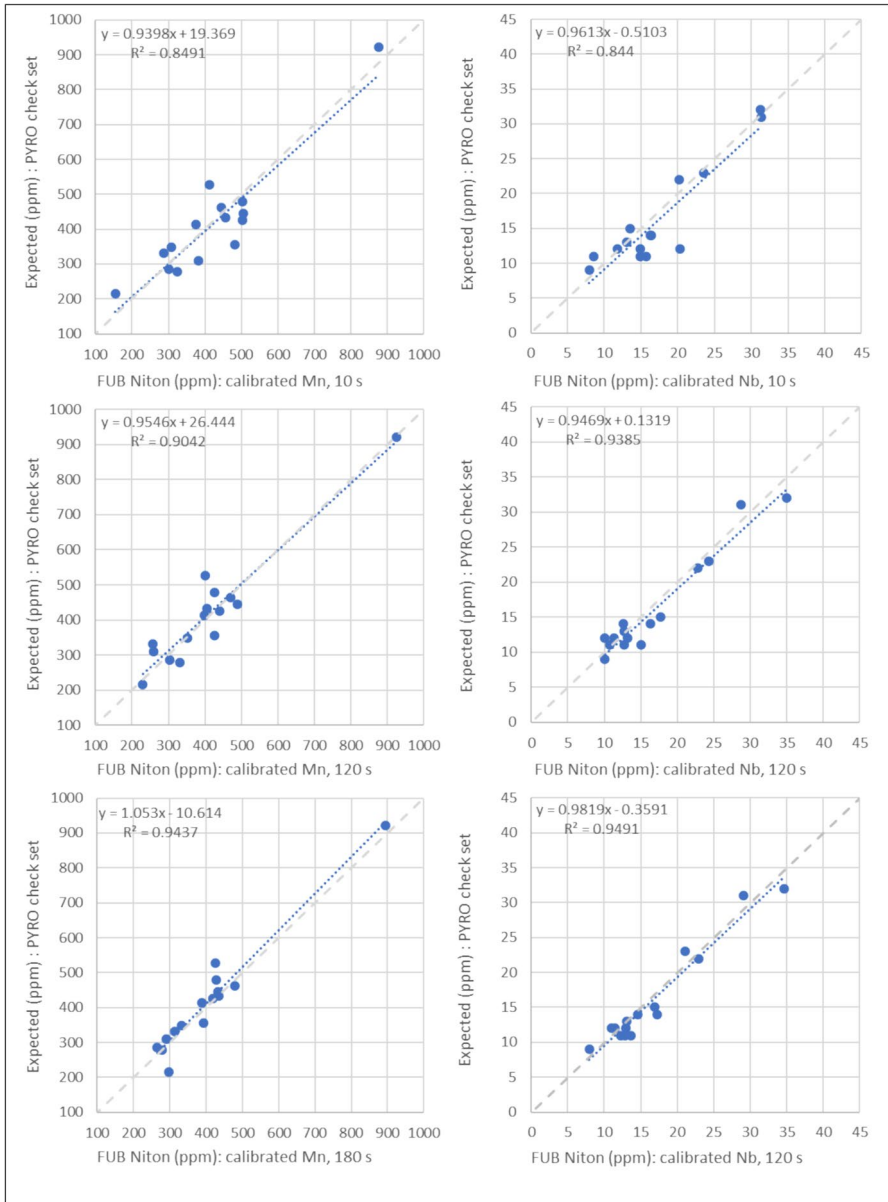 y = 0.9398x + 19.369
R² = 0.8491
1000
900
800
700
600
500
400
300
200
100
Expected (ppm) : PYRO check set
100 200 300 400 500 600 700 800 900 1000
FUB Niton (ppm): calibrated Mn, 10 s
y = 0.9613x - 0.5103
R² = 0.844
45
40
35
30
25
20
15
10
5
0
Expected (ppm) : PYRO check set
0 5 10 15 20 25 30 35 40 45
FUB Niton (ppm): calibrated Nb, 10 s
y = 0.9546x + 26.444
R² = 0.9042
1000
900
800
700
600
500
400
300
200
100
Expected (ppm) : PYRO check set
100 200 300 400 500 600 700 800 900 1000
FUB Niton (ppm): calibrated Mn, 120 s
y = 0.9469x + 0.1319
R² = 0.9385
45
40
35
30
25
20
15
10
5
0
Expected (ppm) : PYRO check set
0 5 10 15 20 25 30 35 40 45
FUB Niton (ppm): calibrated Nb, 120 s
y = 1.053x - 10.614
R² = 0.9437
1000
900
800
700
600
500
400
300
200
100
Expected (ppm) : PYRO check set
100 200 300 400 500 600 700 800 900 1000
FUB Niton (ppm): calibrated Mn, 180 s
y = 0.9819x - 0.3591
R² = 0.9491
45
40
35
30
25
20
15
10
5
0
Expected (ppm) : PYRO check set
0 5 10 15 20 25 30 35 40 45
FUB Niton (ppm): calibrated Nb, 120 s